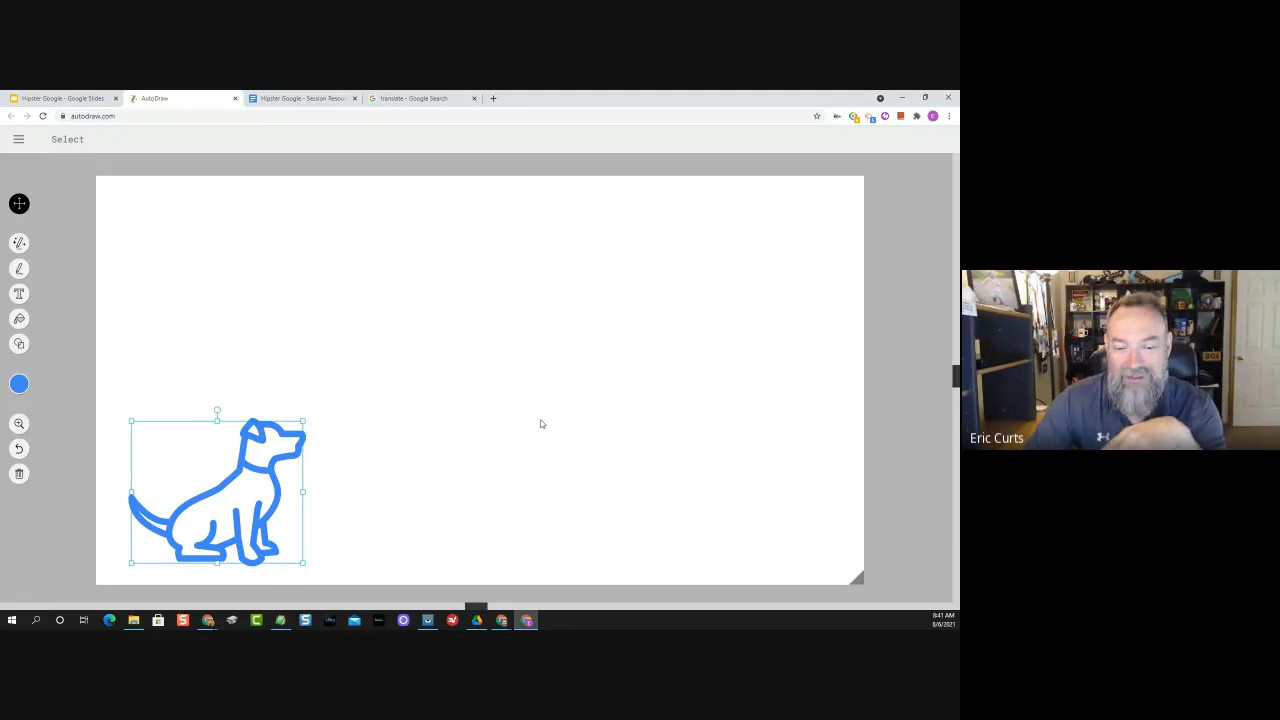 Hipster Google - Google Slides
AutoDraw
Hipster Google - Session Resour
translate - Google Search
autodraw.com
Select
Eric Curts
8:41 AM
8/6/2021